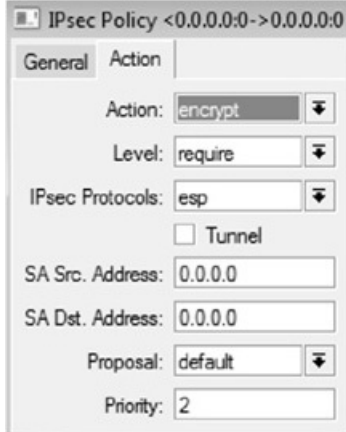 IPsec Policy <0.0.0.0:0->0.0.0.0:0
General Action
Action: encrypt
Level: require
IPsec Protocols: esp
Tunnel
SA Src. Address: 0.0.0.0
SA Dst. Address: 0.0.0.0
Proposal: default
Priority: 2